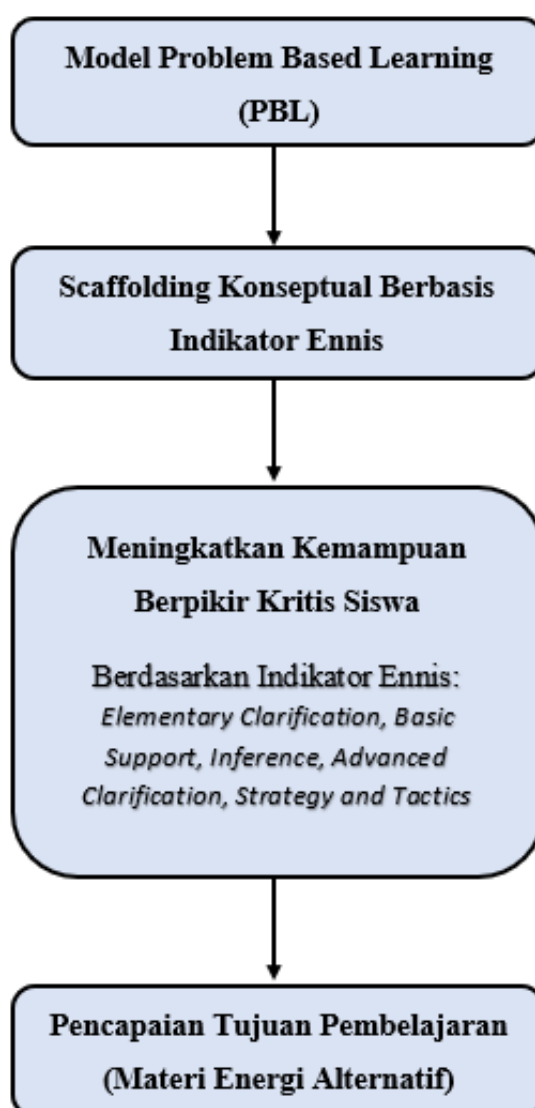 Model Problem Based Learning
(PBL)
Scaffolding Konseptual Berbasis
Indikator Ennis
Meningkatkan Kemampuan
Berpikir Kritis Siswa
Berdasarkan Indikator Ennis:
Elementary Clarification, Basic
Support, Inference, Advanced
Clarification, Strategy and Tactics
Pencapaian Tujuan Pembelajaran
(Materi Energi Alternatif)